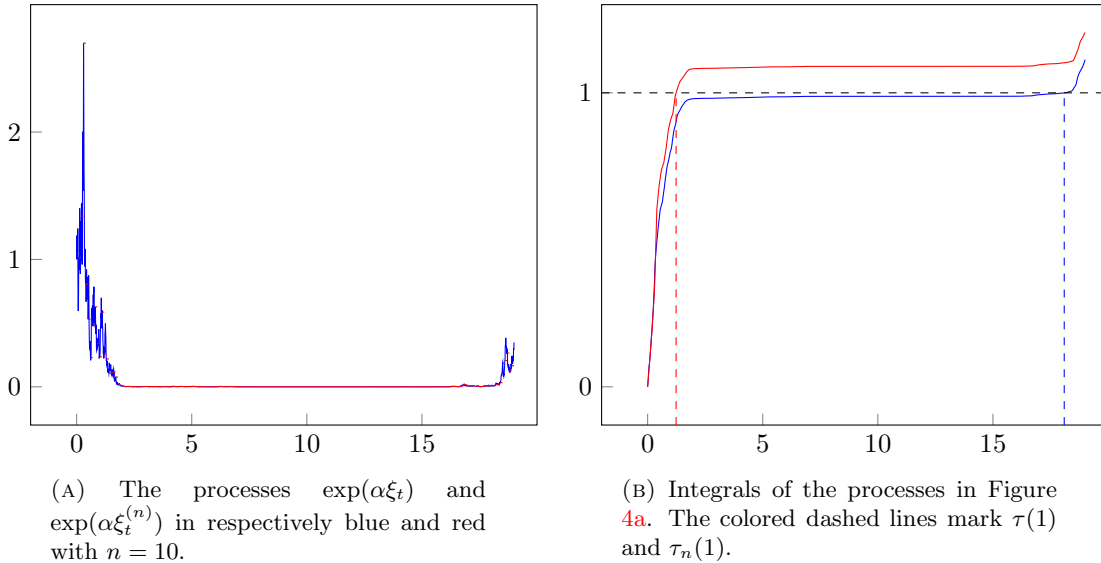 2
1
0
0
5
10
15
1
0
0
5
10
15
(A) The processes exp(αξ_t) and
exp(αξ_t^{(n)}) in respectively blue and red
with n = 10.
(B) Integrals of the processes in Figure
4a. The colored dashed lines mark τ(1)
and τ_n(1).